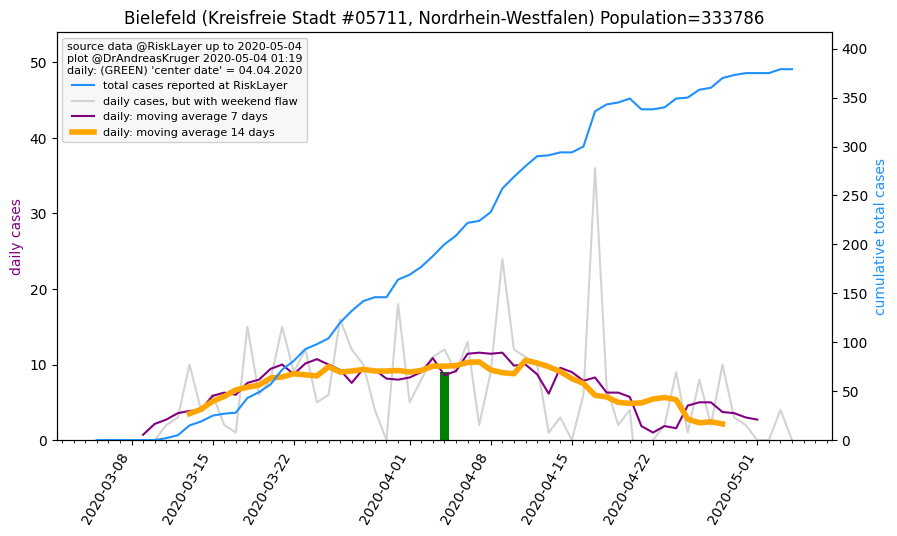 Bielefeld (Kreisfreie Stadt #05711, Nordrhein-Westfalen) Population=333786
source data @RiskLayer up to 2020-05-04
plot @DrAndreasKruger 2020-05-04 01:19
daily: (GREEN) 'center date' = 04.04.2020
total cases reported at RiskLayer
daily cases, but with weekend flaw
daily: moving average 7 days
daily: moving average 14 days
daily cases
50
40
30
20
10
0
cumulative total cases
400
350
300
250
200
150
100
50
0
2020-03-08
2020-03-15
2020-03-22
2020-04-01
2020-04-08
2020-04-15
2020-04-22
2020-05-01